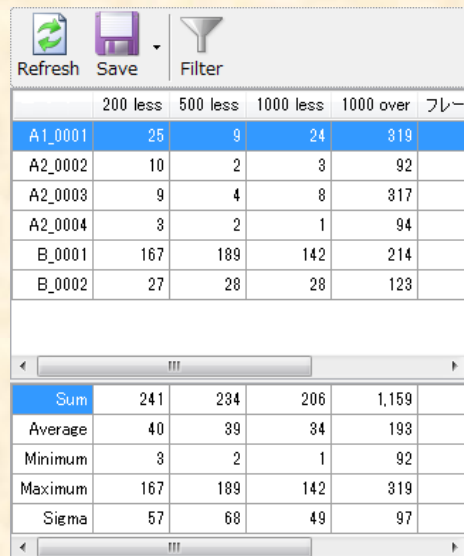 Refresh Save Filter
200 less 500 less 1000 less 1000 over フレー
A1_0001 25 9 24 319
A2_0002 10 2 3 92
A2_0003 9 4 8 317
A2_0004 3 2 1 94
B_0001 167 189 142 214
B_0002 27 28 28 123
Sum 241 234 206 1,159
Average 40 39 34 193
Minimum 3 2 1 92
Maximum 167 189 142 319
Sigma 57 68 49 97